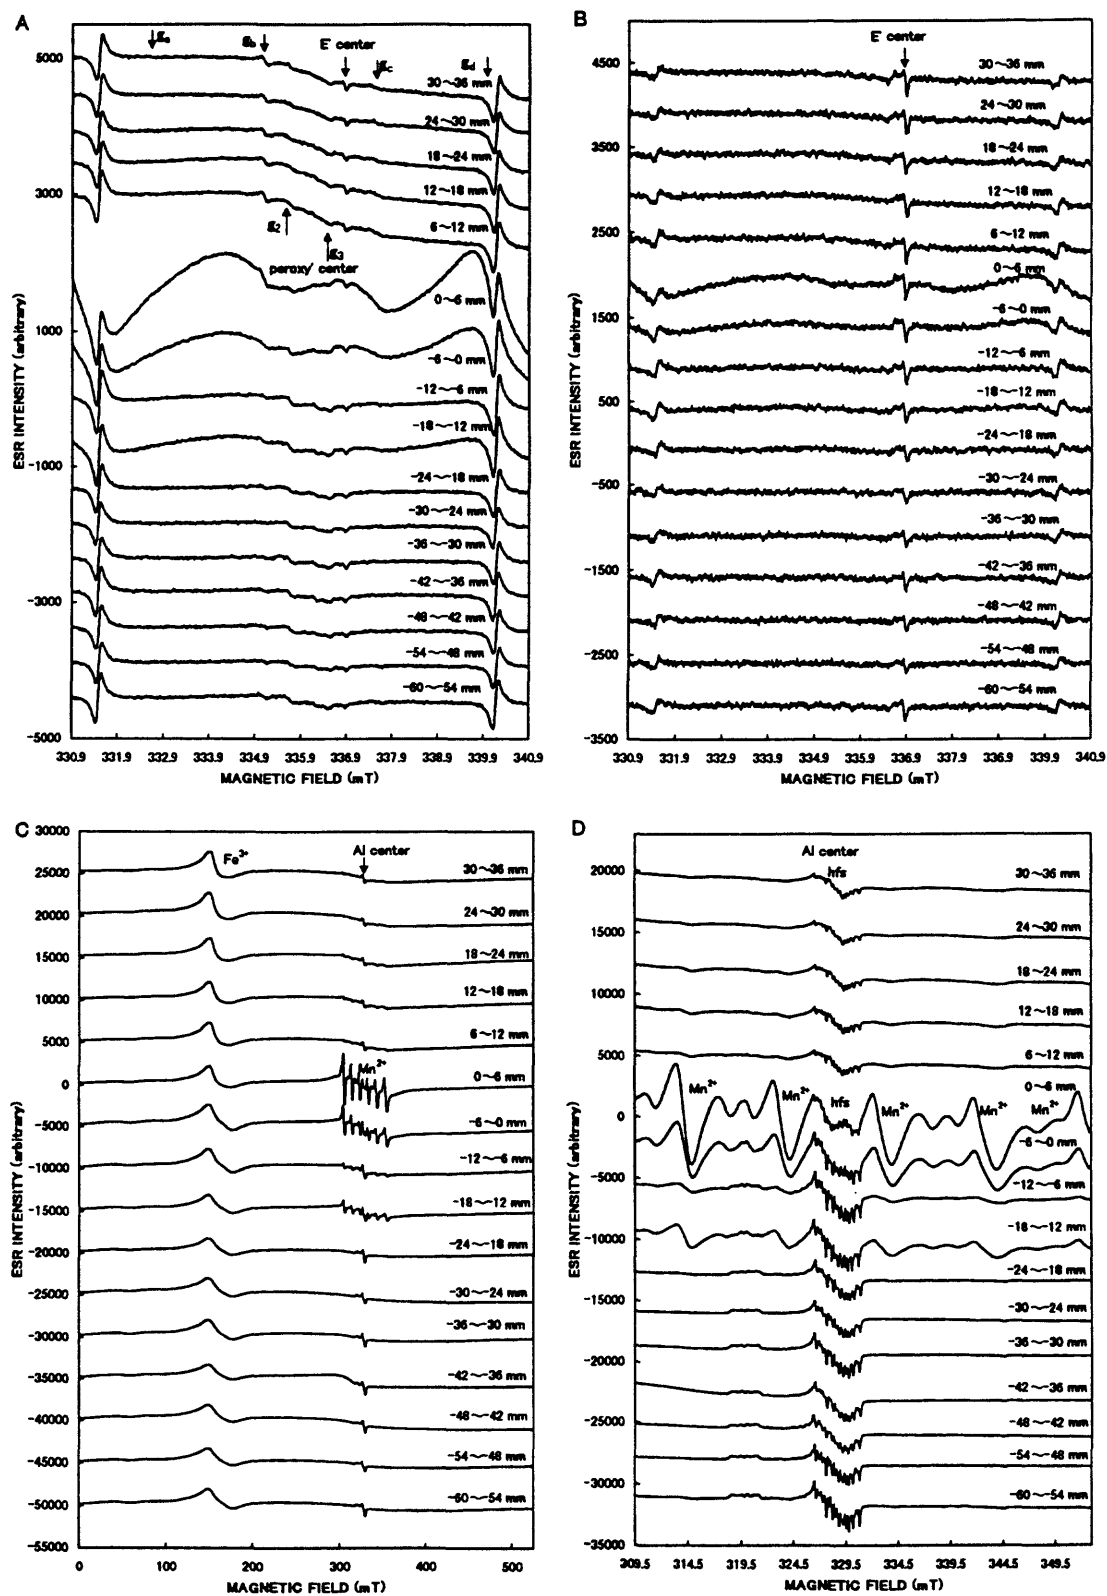 A
ga
gb
E' center
gc
gd
5000
3000
1000
-1000
-3000
-5000
30~36 mm
24~30 mm
18~24 mm
12~18 mm
6~12 mm
g2
g3
peroxy center
0~6 mm
-6~0 mm
-12~-6 mm
-18~-12 mm
-24~-18 mm
-30~-24 mm
-36~-30 mm
-42~-36 mm
-48~-42 mm
-54~-48 mm
-60~-54 mm
ESR INTENSITY (arbitrary)
330.9 331.9 333.9 334.9 335.9 336.9 337.9 338.9 339.9 340.9
MAGNETIC FIELD (mT)
B
E' center
4500
3500
2500
1500
500
-500
-1500
-2500
-3500
30~36 mm
24~30 mm
18~24 mm
12~18 mm
6~12 mm
0~6 mm
-6~0 mm
-12~-6 mm
-18~-12 mm
-24~-18 mm
-30~-24 mm
-36~-30 mm
-42~-36 mm
-48~-42 mm
-54~-48 mm
-60~-54 mm
ESR INTENSITY (arbitrary)
330.9 331.9 333.9 334.9 335.9 336.9 337.9 336.9 339.9 340.9
MAGNETIC FIELD (mT)
C
Fe3+
Al center
Mn2+
30000
25000
20000
15000
10000
5000
0
-5000
-10000
-15000
-20000
-25000
-30000
-35000
-40000
-45000
-50000
-55000
30~36 mm
24~30 mm
18~24 mm
12~18 mm
6~12 mm
0~6 mm
-6~0 mm
-12~-6 mm
-18~-12 mm
-24~-18 mm
-30~-24 mm
-36~-30 mm
-42~-36 mm
-48~-42 mm
-54~-48 mm
-60~-54 mm
ESR INTENSITY (arbitrary)
0 100 200 300 400 500
MAGNETIC FIELD (mT)
D
Al center
hfs
20000
15000
10000
5000
0
-5000
-10000
-15000
-20000
-25000
-30000
-35000
30~36 mm
24~30 mm
18~24 mm
12~18 mm
6~12 mm
0~6 mm
Mn2+
Mn2+
hfs
Mn2+
Mn2+
Mn2+
-6~0 mm
-12~-6 mm
-18~-12 mm
-24~-18 mm
-30~-24 mm
-36~-30 mm
-42~-36 mm
-48~-42 mm
-54~-48 mm
-60~-54 mm
ESR INTENSITY (arbitrary)
309.5 314.5 319.5 324.5 329.5 334.5 339.5 344.5 349.5
MAGNETIC FIELD (mT)